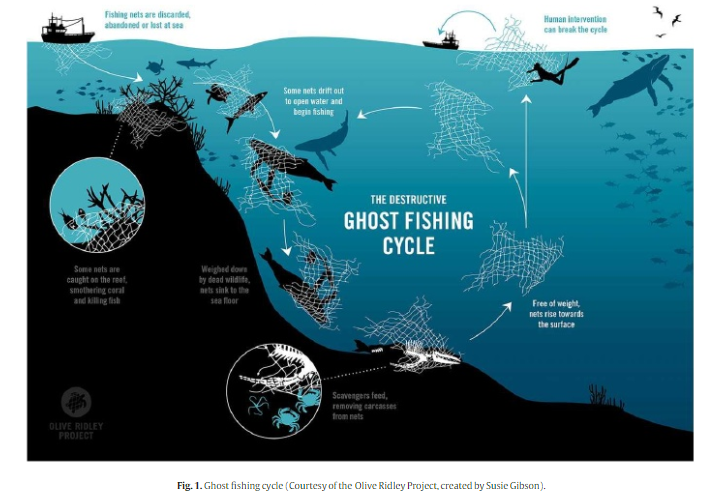 Fishing nets are discarded,
abandoned or lost at sea
Human intervention
can break the cycle
Some nets drift out
to open water and
begin fishing
THE DESTRUCTIVE
GHOST FISHING
CYCLE
Some nets are
caught on the reef,
smothering coral
and killing fish
Weighed down
by dead wildlife,
nets sink to the
sea floor
Free of weight,
nets rise towards
the surface
Scavengers feed,
removing carcasses
from nets
OLIVE RIDLEY
PROJECT
Fig. 1. Ghost fishing cycle (Courtesy of the Olive Ridley Project, created by Susie Gibson).